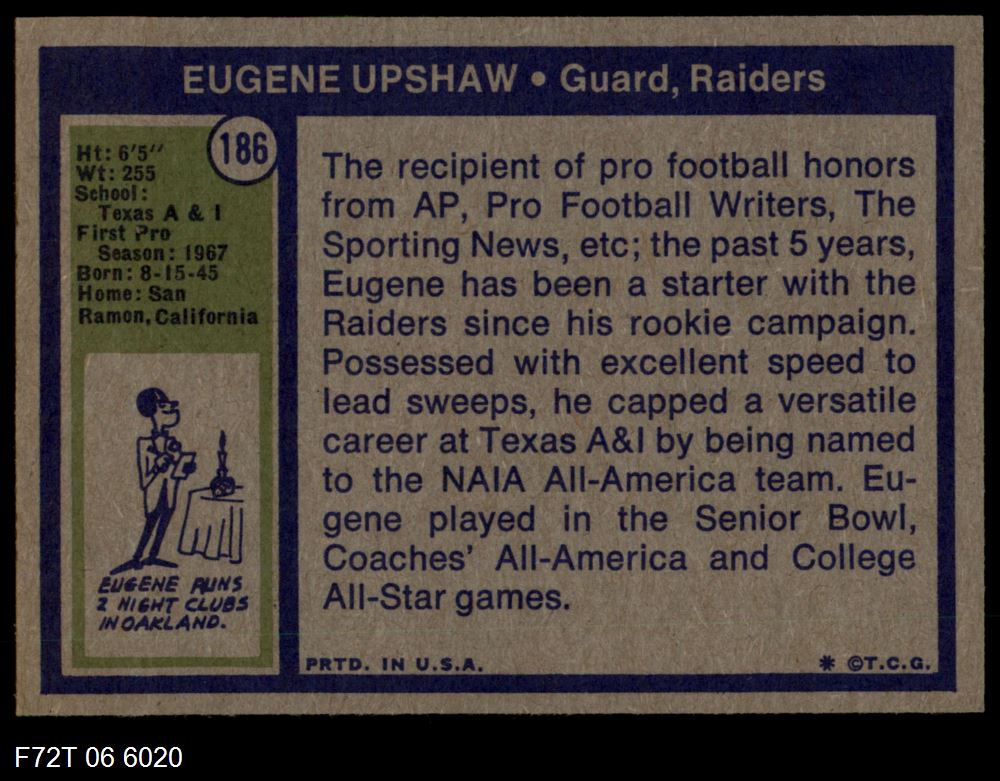 EUGENE UPSHAW • Guard, Raiders
186
Ht: 6'5''
Wt: 255
School:
Texas A & I
First Pro
Season: 1967
Born: 8-15-45
Home: San
Ramon, California
EUGENE RUNS
2 NIGHT CLUBS
IN OAKLAND.
The recipient of pro football honors
from AP, Pro Football Writers, The
Sporting News, etc; the past 5 years,
Eugene has been a starter with the
Raiders since his rookie campaign.
Possessed with excellent speed to
lead sweeps, he capped a versatile
career at Texas A&I by being named
to the NAIA All-America team. Eu-
gene played in the Senior Bowl,
Coaches' All-America and College
All-Star games.
PRTD. IN U.S.A.
* ©T.C.G.
F72T 06 6020